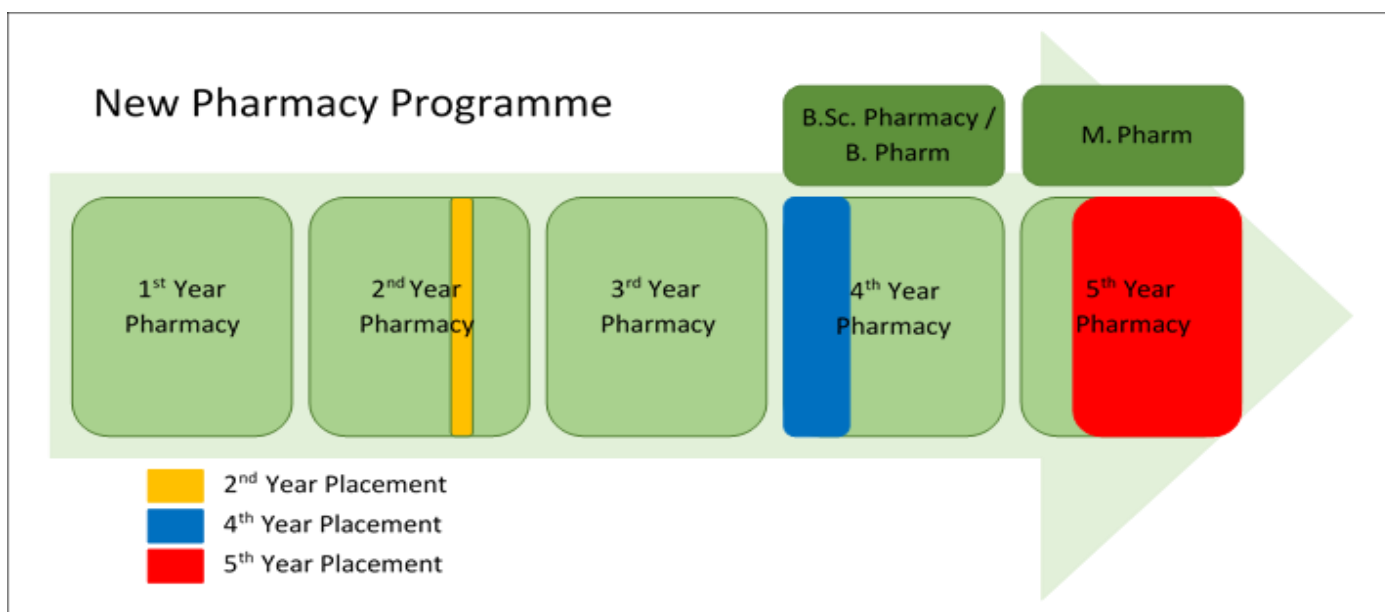 New Pharmacy Programme
B.Sc. Pharmacy /
B. Pharm
M. Pharm
1st Year
Pharmacy
2nd Year
Pharmacy
3rd Year
Pharmacy
4th Year
Pharmacy
5th Year
Pharmacy
2nd Year Placement
4th Year Placement
5th Year Placement